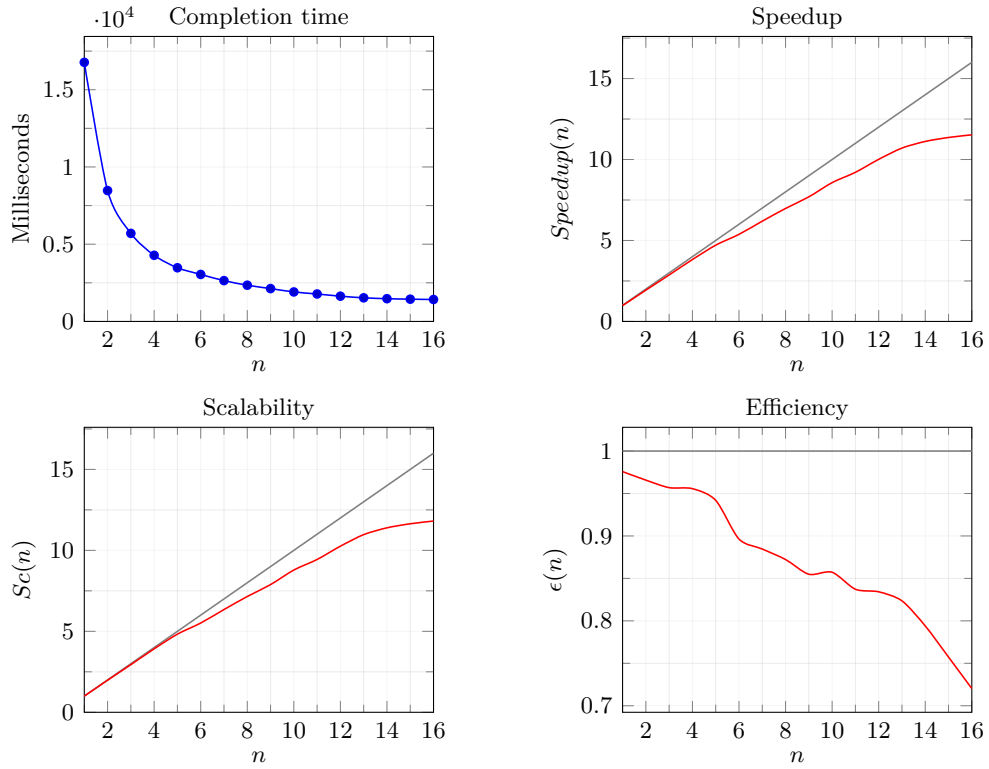 ·10⁴
Completion time
Milliseconds
1.5
1
0.5
0
2 4 6 8 10 12 14 16
n
Speedup
Speedup(n)
15
10
5
0
2 4 6 8 10 12 14 16
n
Scalability
Sc(n)
15
10
5
0
2 4 6 8 10 12 14 16
n
Efficiency
ϵ(n)
1
0.9
0.8
0.7
2 4 6 8 10 12 14 16
n